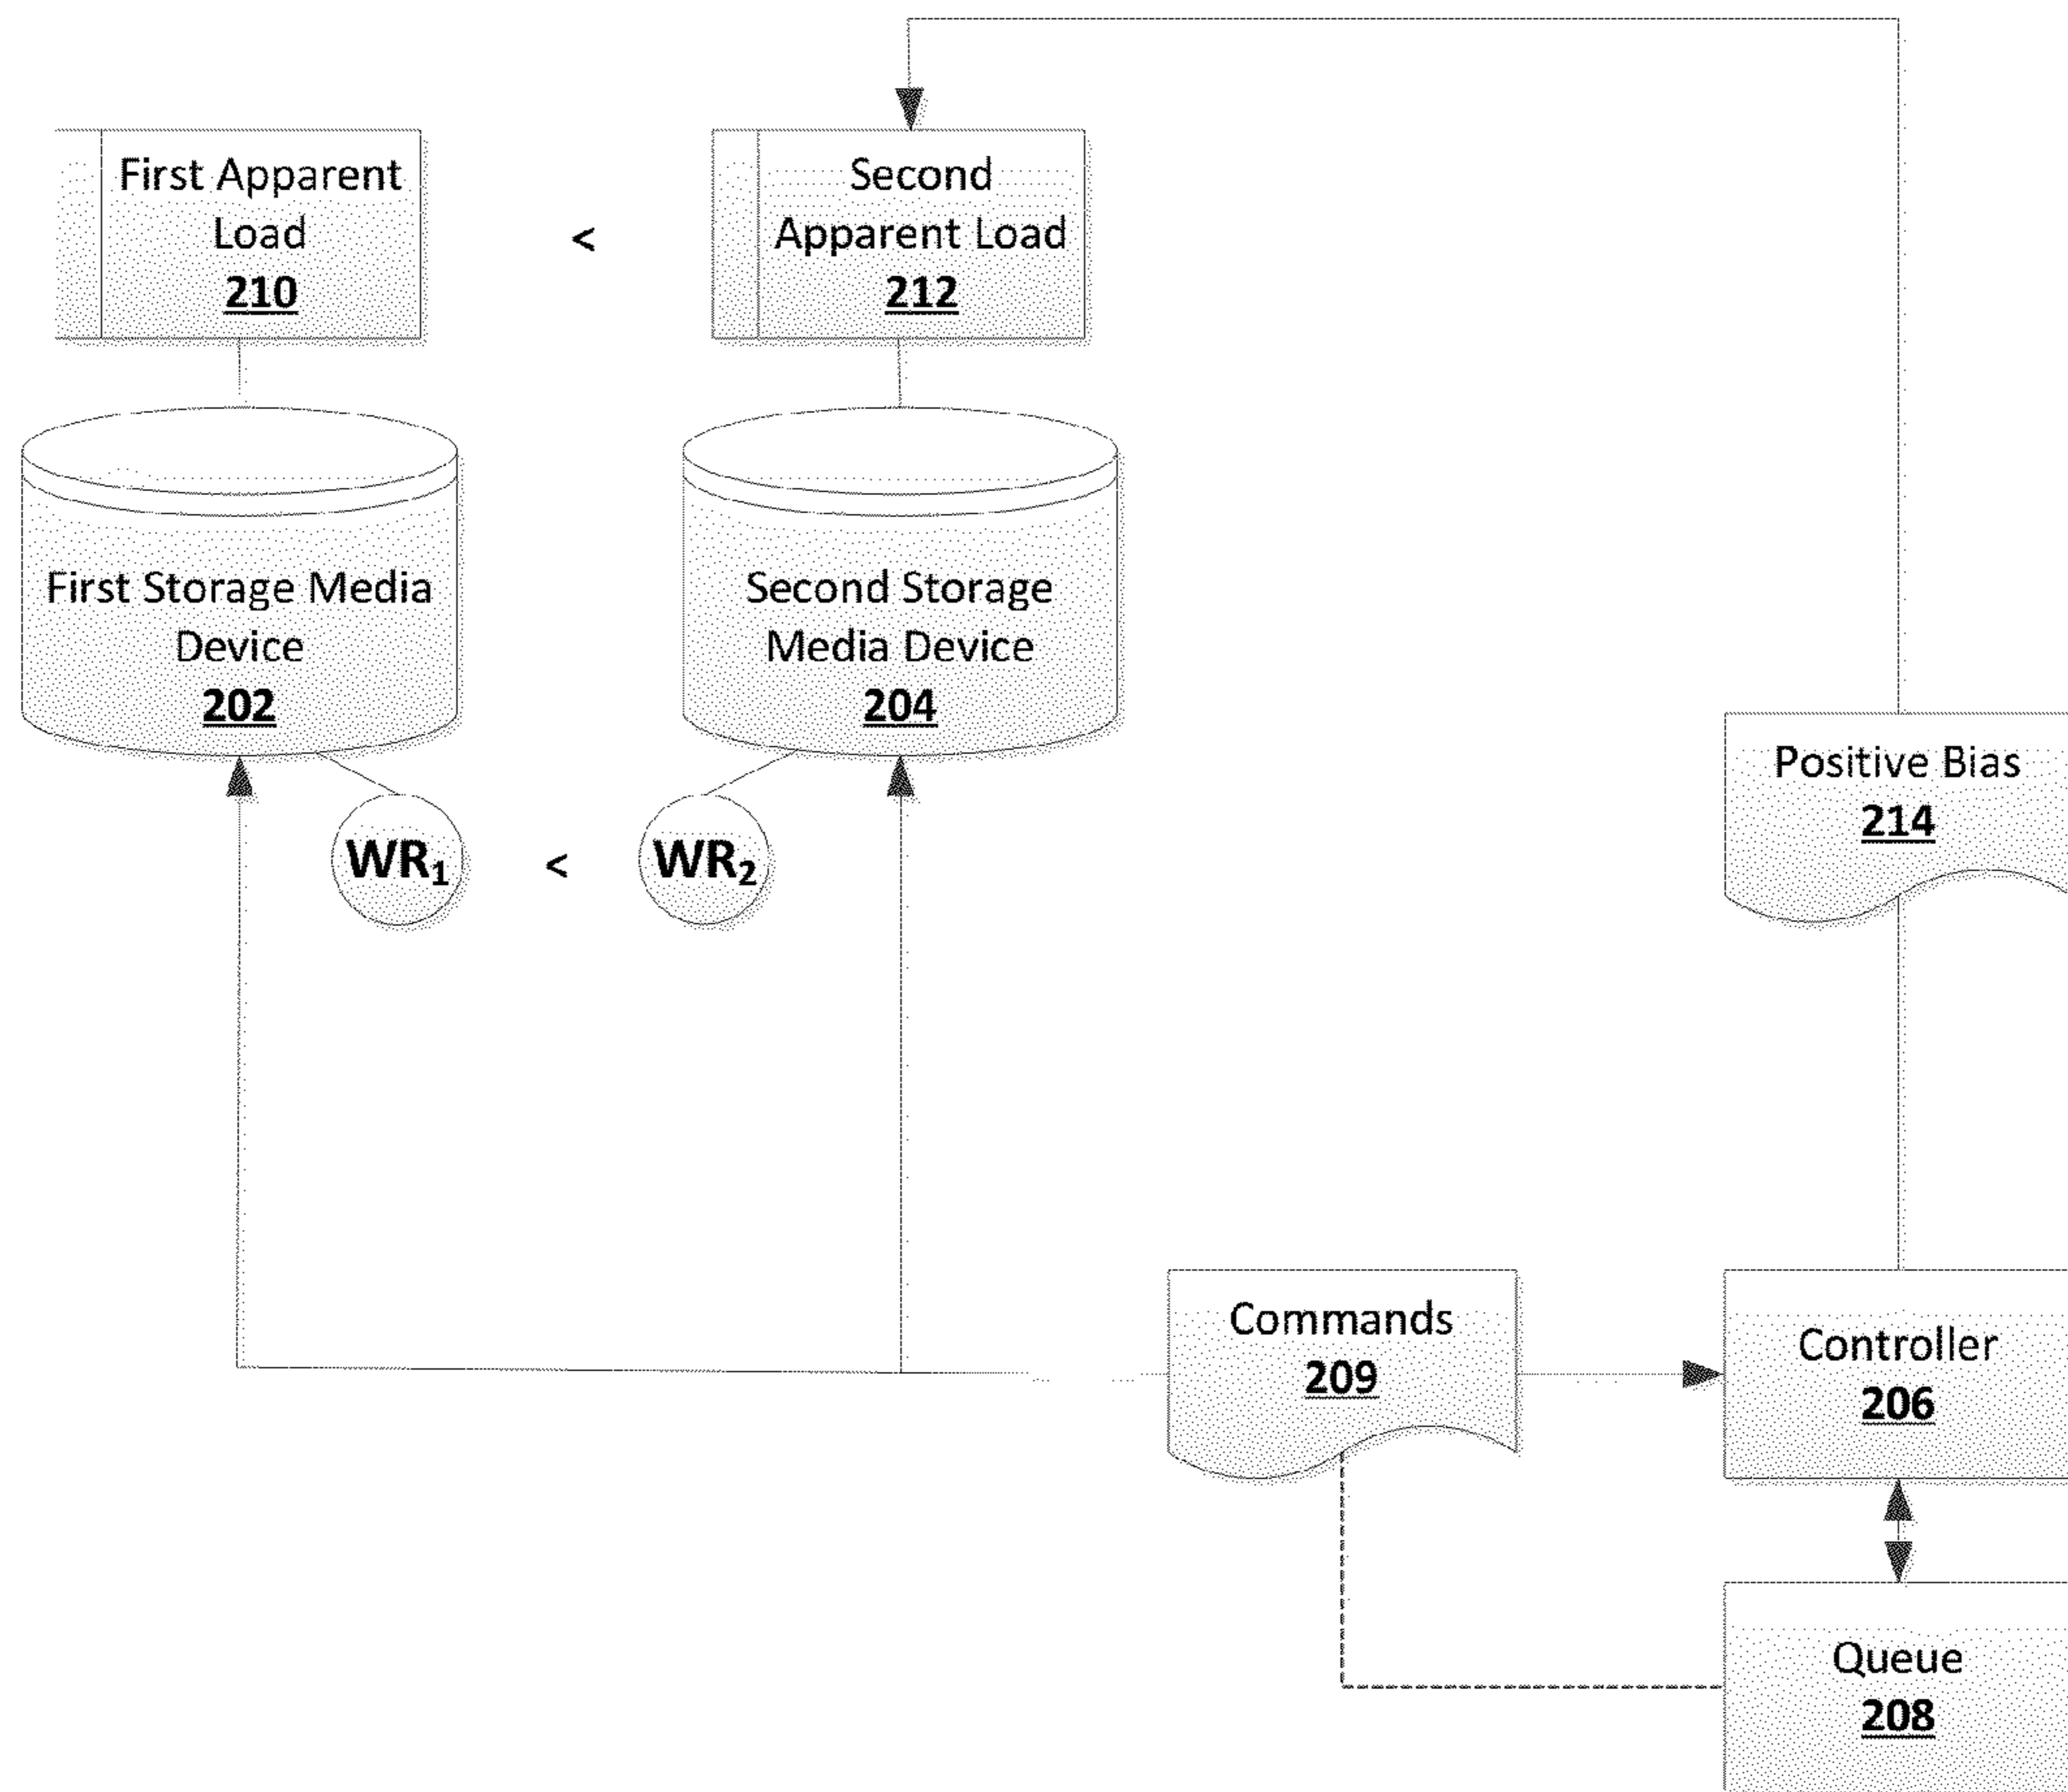 First Apparent
Load
210
<
Second
Apparent Load
212
First Storage Media
Device
202
Second Storage
Media Device
204
WR₁
<
WR₂
Positive Bias
214
Commands
209
Controller
206
Queue
208